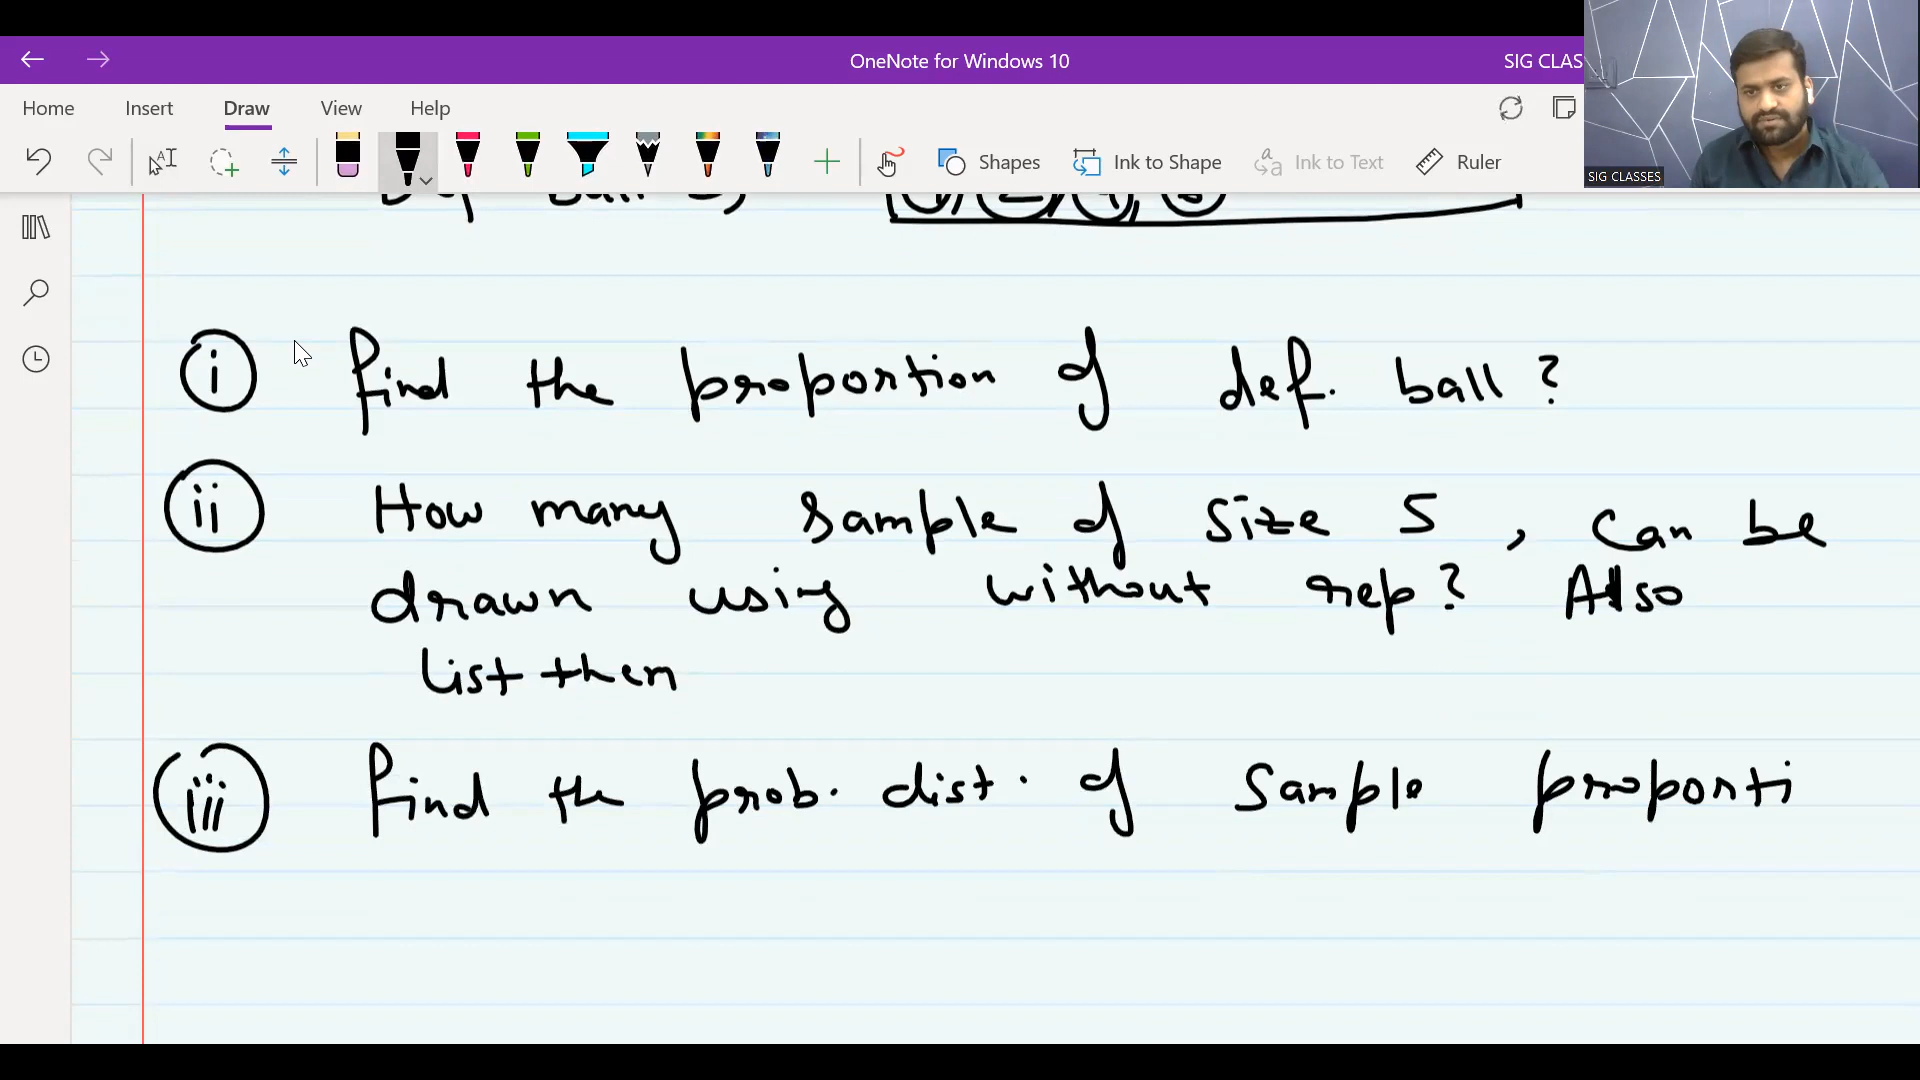 OneNote for Windows 10
SIG CLAS
Home Insert Draw View Help
Shapes Ink to Shape Ink to Text Ruler
SIG CLASSES
i find the proportion of def. ball ?
ii How many sample of size 5 , can be
drawn using without rep? Also
list them
iii find the prob. dist. of sample proporti